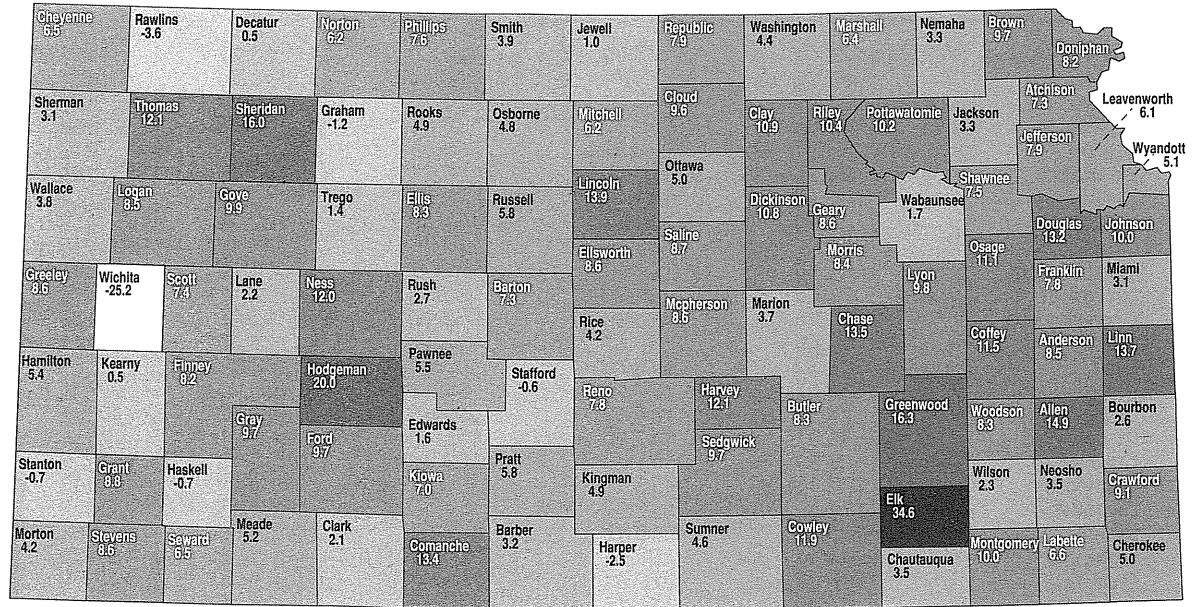 Cheyenne
6.5
Rawlins
-3.6
Decatur
0.5
Norton
6.2
Phillips
7.6
Smith
3.9
Jewell
1.0
Republic
7.9
Washington
4.4
Marshall
6.4
Nemaha
3.3
Brown
9.7
Doniphan
8.2
Sherman
3.1
Thomas
12.1
Sheridan
16.0
Graham
-1.2
Rooks
4.9
Osborne
4.8
Mitchell
6.2
Cloud
9.6
Clay
10.9
Riley
10.4
Pottawatomie
10.2
Jackson
3.3
Atchison
7.3
Leavenworth
6.1
Jefferson
7.9
Wyandott
5.1
Wallace
3.8
Logan
8.5
Gove
9.9
Trego
1.4
Ellis
8.3
Russell
5.8
Lincoln
13.9
Ottawa
5.0
Dickinson
10.8
Geary
8.6
Wabaunsee
1.7
Shawnee
7.5
Douglas
13.2
Johnson
10.0
Greeley
8.6
Wichita
-25.2
Scott
7.4
Lane
2.2
Ness
12.0
Rush
2.7
Barton
7.3
Ellsworth
8.6
Saline
8.7
Morris
8.4
Lyon
9.8
Osage
11.1
Franklin
7.8
Miami
3.1
Rice
4.2
Mcpherson
8.6
Marion
3.7
Chase
13.5
Coffey
11.5
Anderson
8.5
Linn
13.7
Hamilton
5.4
Kearny
0.5
Finney
8.2
Hodgeman
20.0
Pawnee
5.5
Stafford
-0.6
Reno
7.8
Harvey
12.1
Butler
8.3
Greenwood
16.3
Woodson
8.3
Allen
14.9
Bourbon
2.6
Gray
9.7
Ford
9.7
Edwards
1.6
Sedgwick
9.7
Stanton
-0.7
Grant
8.8
Haskell
-0.7
Kiowa
7.0
Pratt
5.8
Kingman
4.9
Elk
34.6
Wilson
2.3
Neosho
3.5
Crawford
9.1
Morton
4.2
Stevens
8.6
Seward
6.5
Meade
5.2
Clark
2.1
Comanche
13.4
Barber
3.2
Harper
-2.5
Sumner
4.6
Cowley
11.9
Chautauqua
3.5
Montgomery
10.0
Labette
6.6
Cherokee
5.0